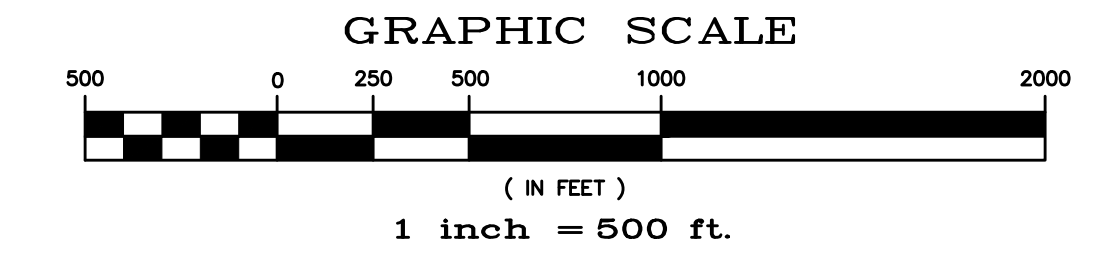 GRAPHIC SCALE
500 0 250 500 1000 2000
( IN FEET )
1 inch = 500 ft.